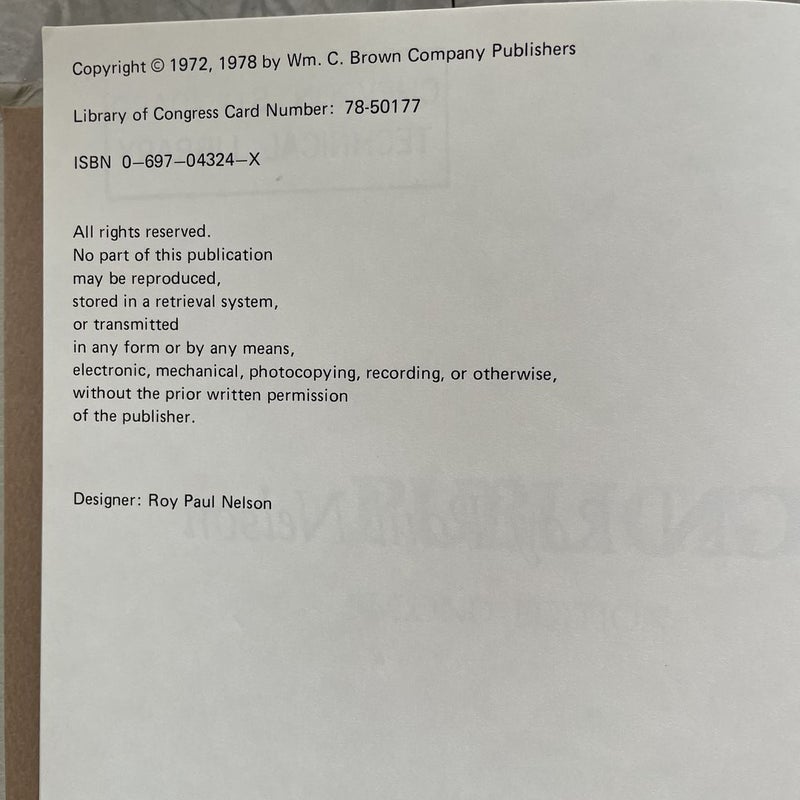 Copyright © 1972, 1978 by Wm. C. Brown Company Publishers
Library of Congress Card Number: 78-50177
ISBN 0–697–04324–X
All rights reserved.
No part of this publication
may be reproduced,
stored in a retrieval system,
or transmitted
in any form or by any means,
electronic, mechanical, photocopying, recording, or otherwise,
without the prior written permission
of the publisher.
Designer: Roy Paul Nelson